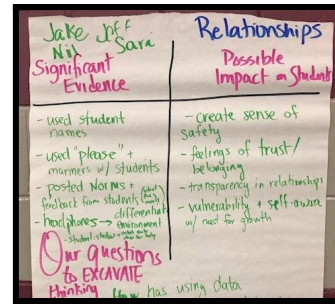 Jake Jeff
Nil Sara
Significant
Evidence
- used student
names
- used "please" +
manners w/ students
- posted Norms +
feedback from students
- headphones → differentiated
environment
- student-student
Relationships
Possible
Impact on Students
- create sense of
safety
- feelings of trust/
belonging
- transparency in relationships
- vulnerability + self-aware
w/ need for growth
Our questions
to EXCAVATE
thinking
How has using data